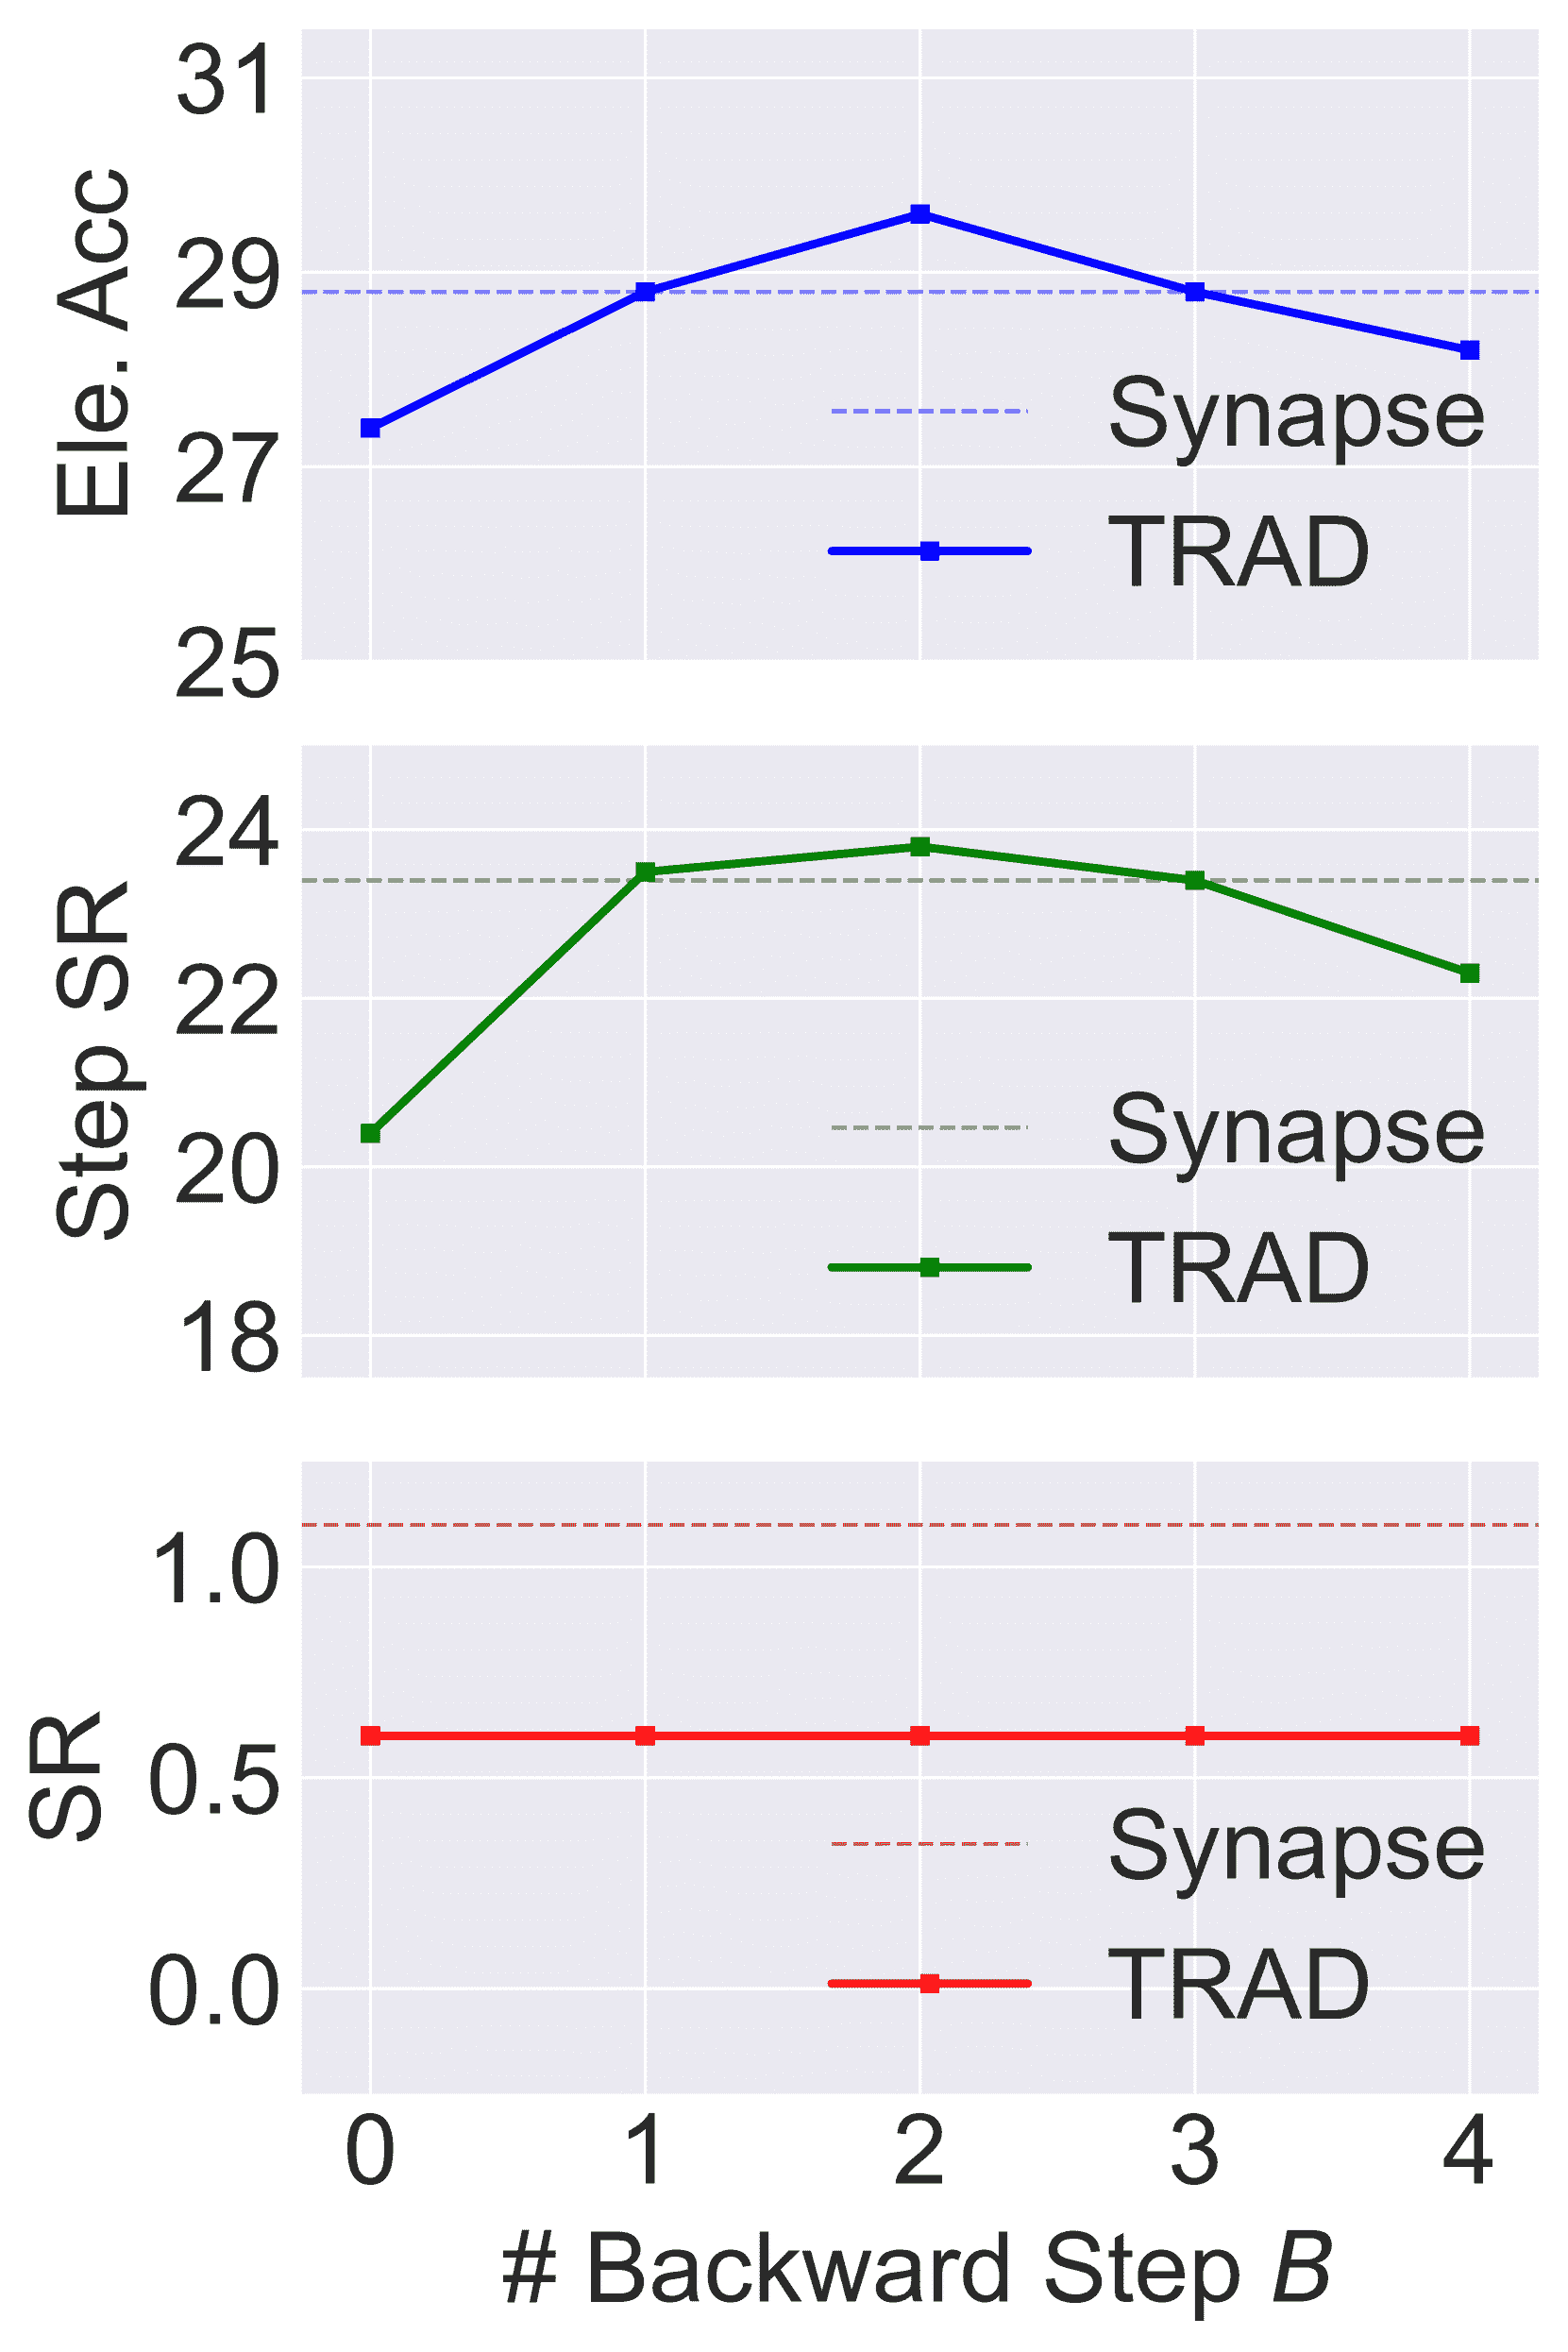 31
29
27
25
Ele. Acc
Synapse
TRAD
24
22
20
18
Step SR
Synapse
TRAD
1.0
0.5
0.0
SR
Synapse
TRAD
0 1 2 3 4
# Backward Step B